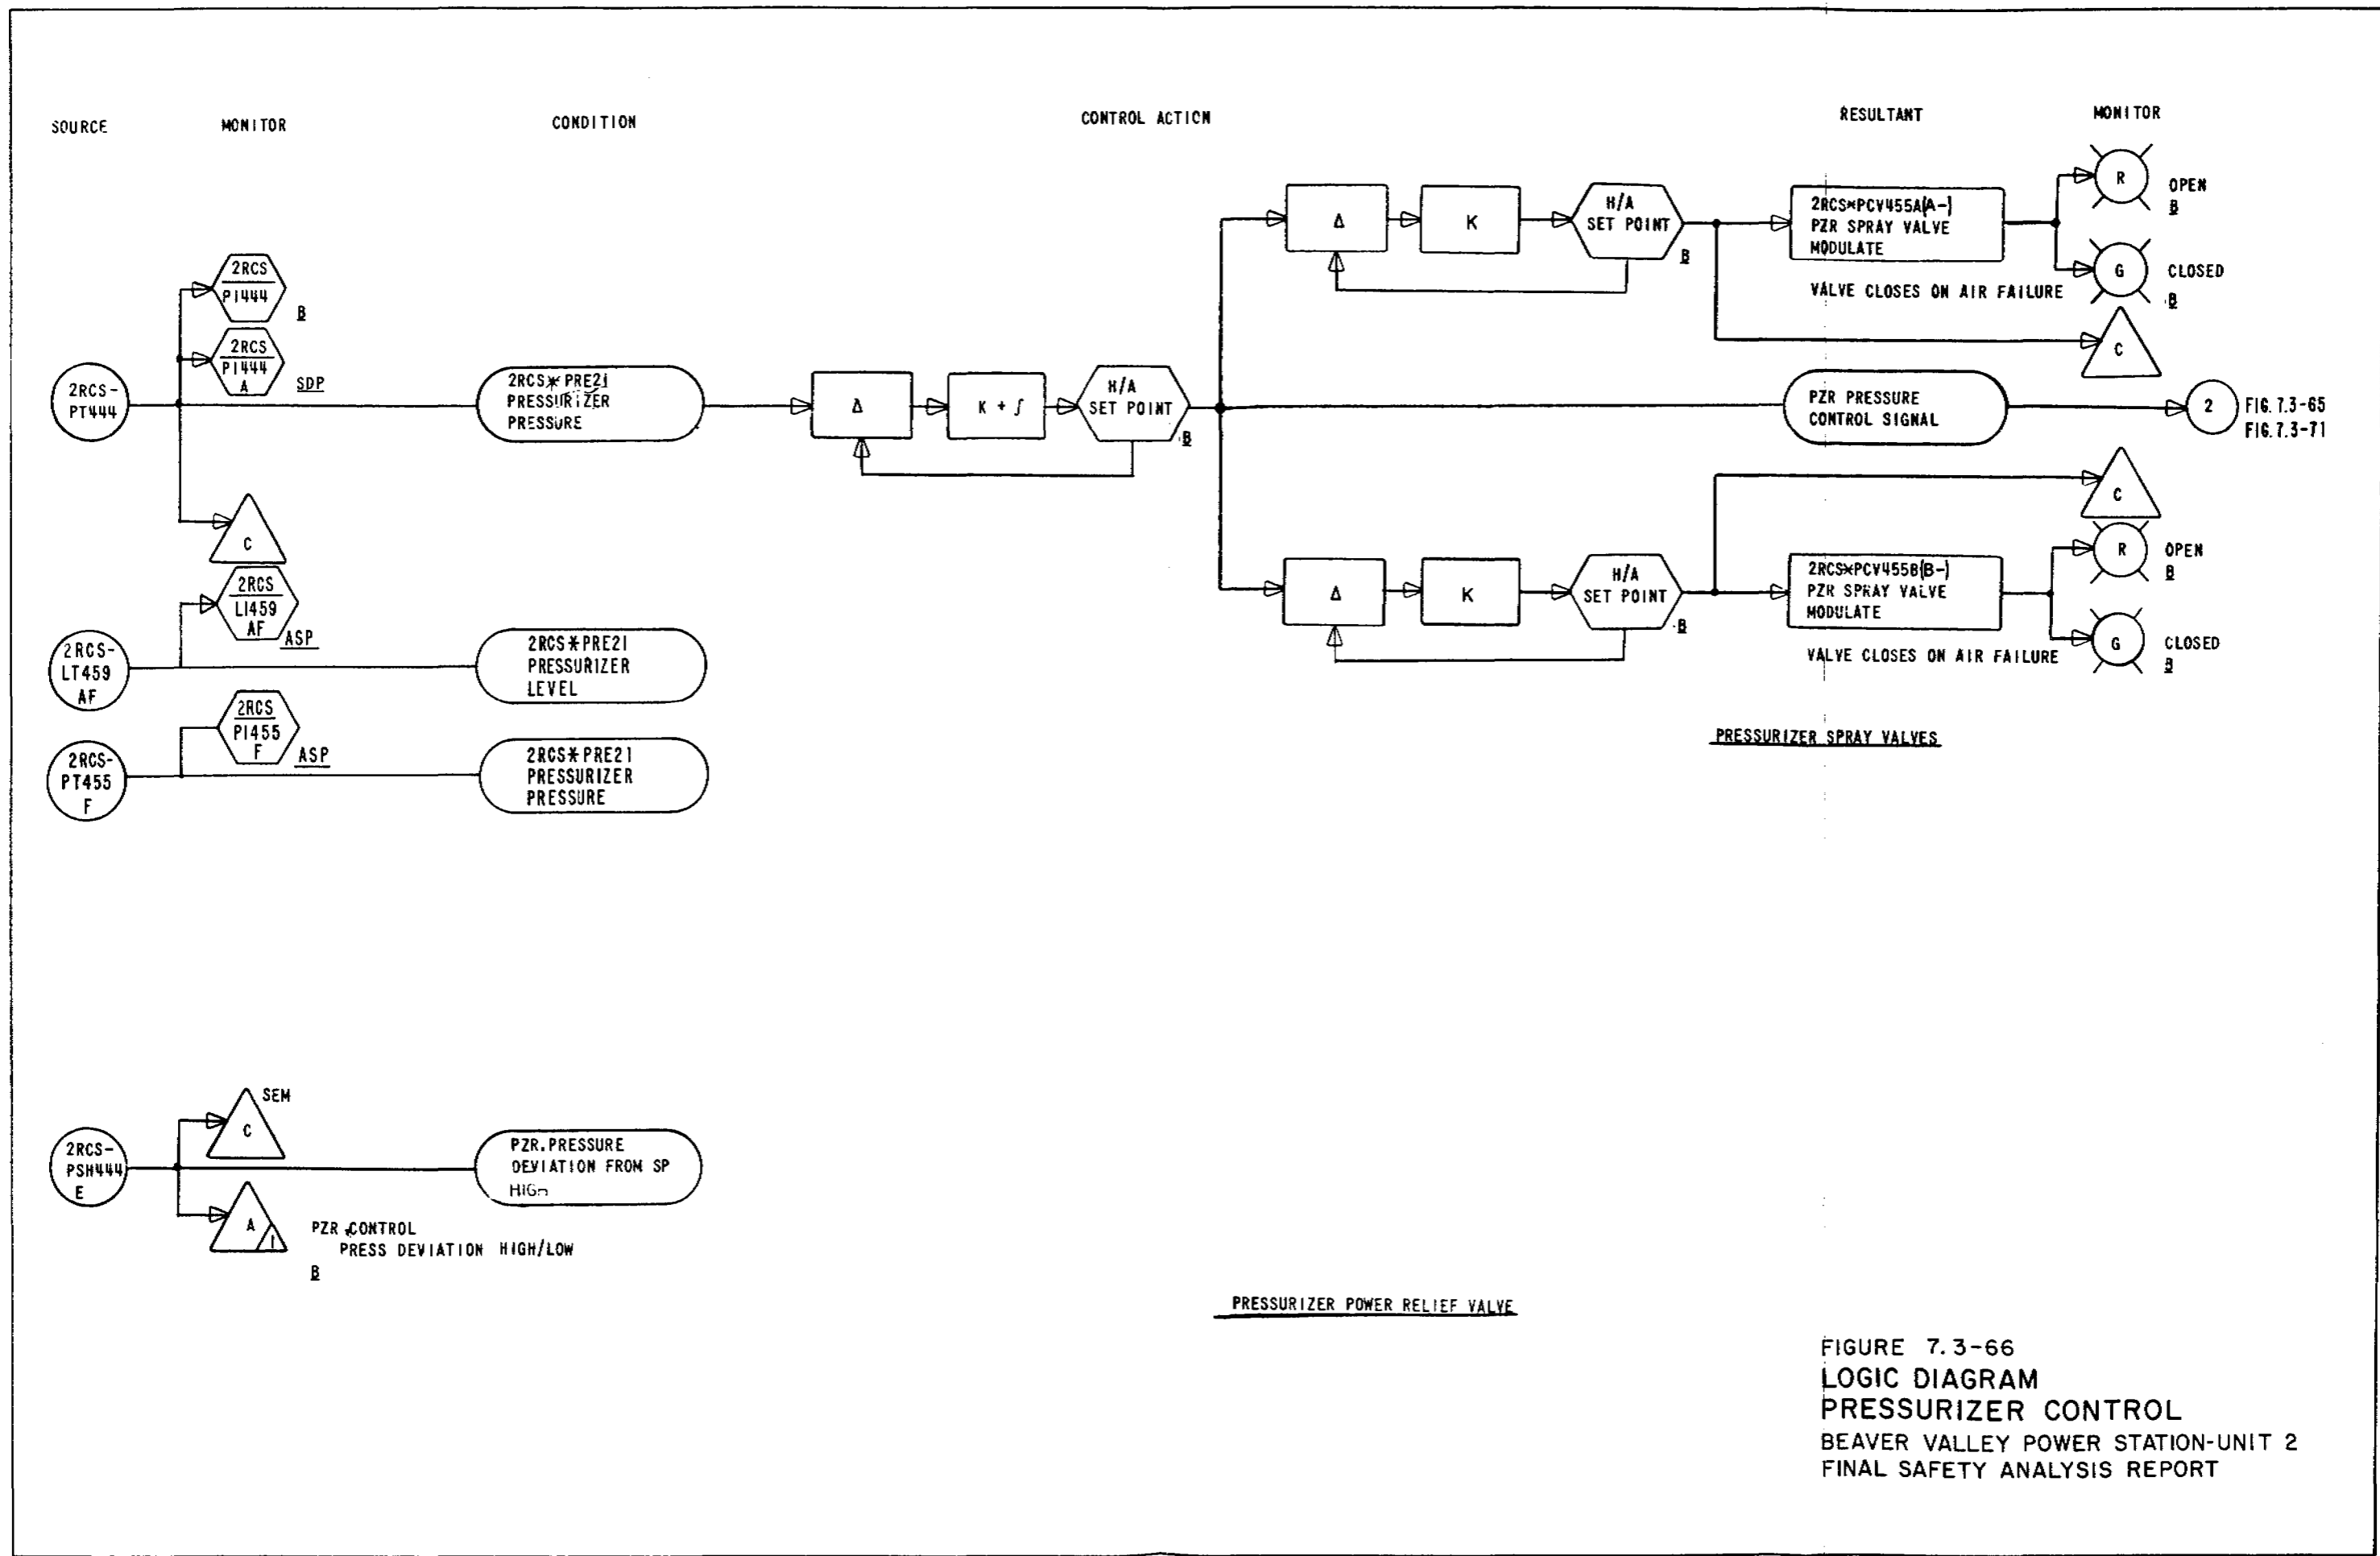 SOURCE
MONITOR
CONDITION
CONTROL ACTION
RESULTANT
MONITOR
2RCS
PI444
B
2RCS
PI444
A
SDP
2RCS-
PT444
C
2RCS* PRE21
PRESSURIZER
PRESSURE
Δ
K + ∫
H/A
SET POINT
B
Δ
K
H/A
SET POINT
B
2RCS*PCV455A(A-)
PZR SPRAY VALVE
MODULATE
VALVE CLOSES ON AIR FAILURE
R
OPEN
B
G
CLOSED
B
C
PZR PRESSURE
CONTROL SIGNAL
2
FIG. 7.3-65
FIG. 7.3-71
C
Δ
K
H/A
SET POINT
B
2RCS*PCV455B(B-)
PZR SPRAY VALVE
MODULATE
VALVE CLOSES ON AIR FAILURE
R
OPEN
B
G
CLOSED
B
PRESSURIZER SPRAY VALVES
2RCS
LI459
AF
ASP
2RCS-
LT459
AF
2RCS*PRE21
PRESSURIZER
LEVEL
2RCS
PI455
F
ASP
2RCS-
PT455
F
2RCS*PRE21
PRESSURIZER
PRESSURE
SEM
C
2RCS-
PSH444
E
PZR.PRESSURE
DEVIATION FROM SP
HIGH
A
1
PZR CONTROL
PRESS DEVIATION HIGH/LOW
B
PRESSURIZER POWER RELIEF VALVE
FIGURE 7.3-66
LOGIC DIAGRAM
PRESSURIZER CONTROL
BEAVER VALLEY POWER STATION-UNIT 2
FINAL SAFETY ANALYSIS REPORT